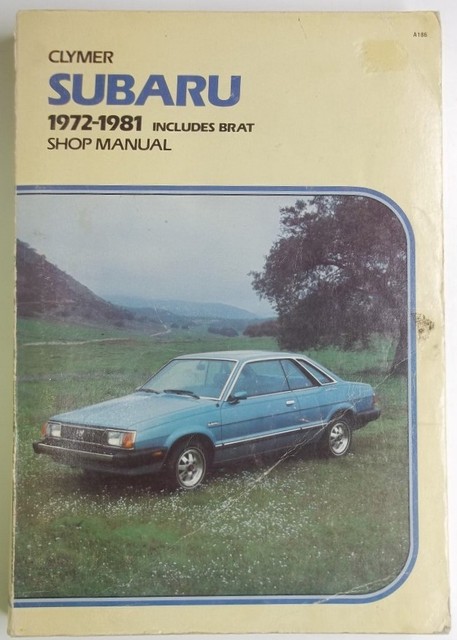 A186
CLYMER
SUBARU
1972-1981 INCLUDES BRAT
SHOP MANUAL